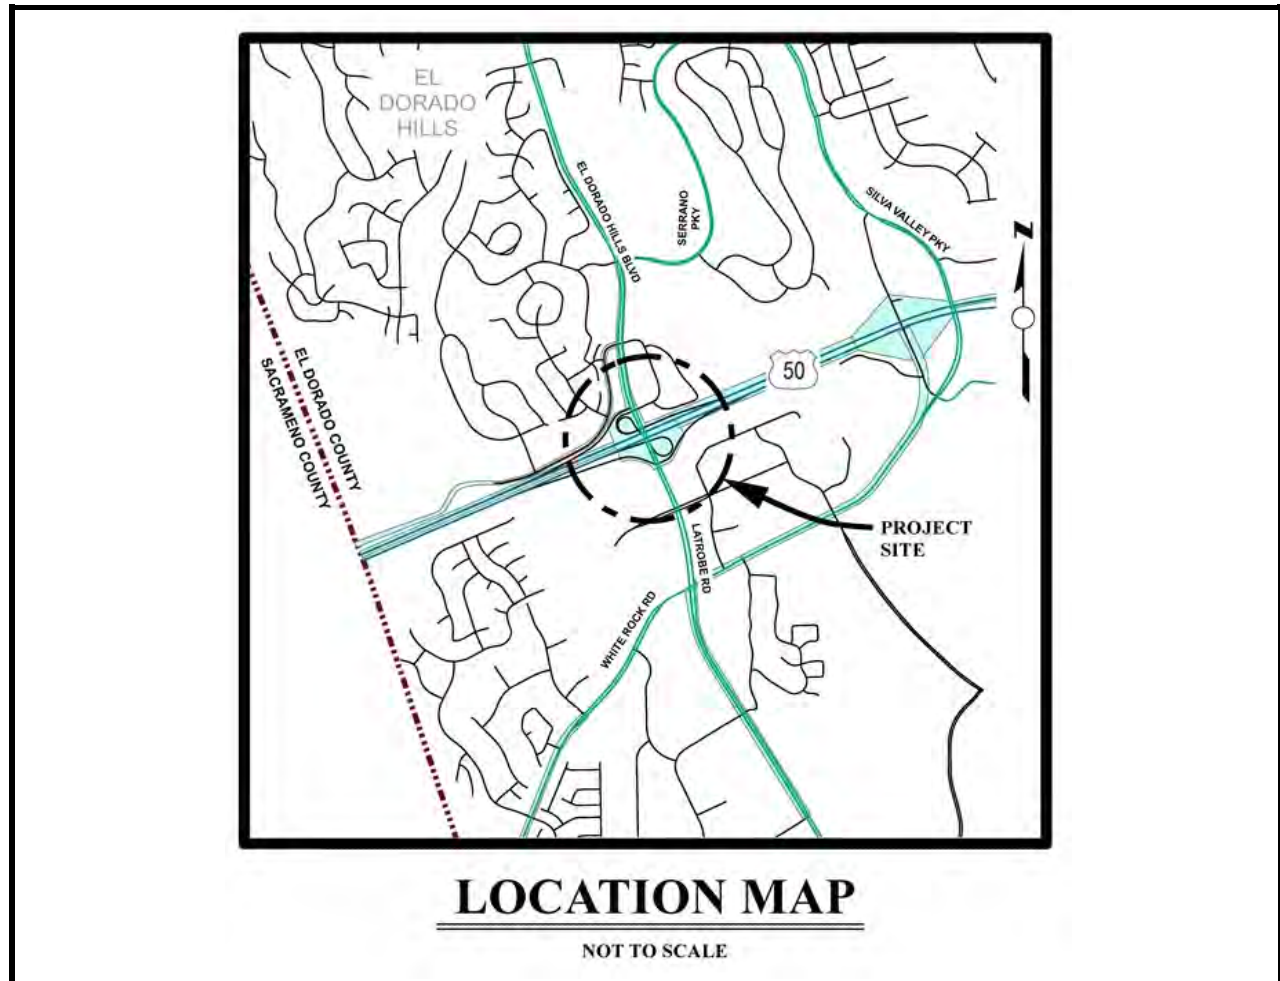 EL
DORADO
HILLS
EL DORADO HILLS BLVD
SERRANO
PKY
SILVA VALLEY PKY
N
50
EL DORADO COUNTY
SACRAMENO COUNTY
PROJECT
SITE
LATROBE RD
WHITE ROCK RD
LOCATION MAP
NOT TO SCALE